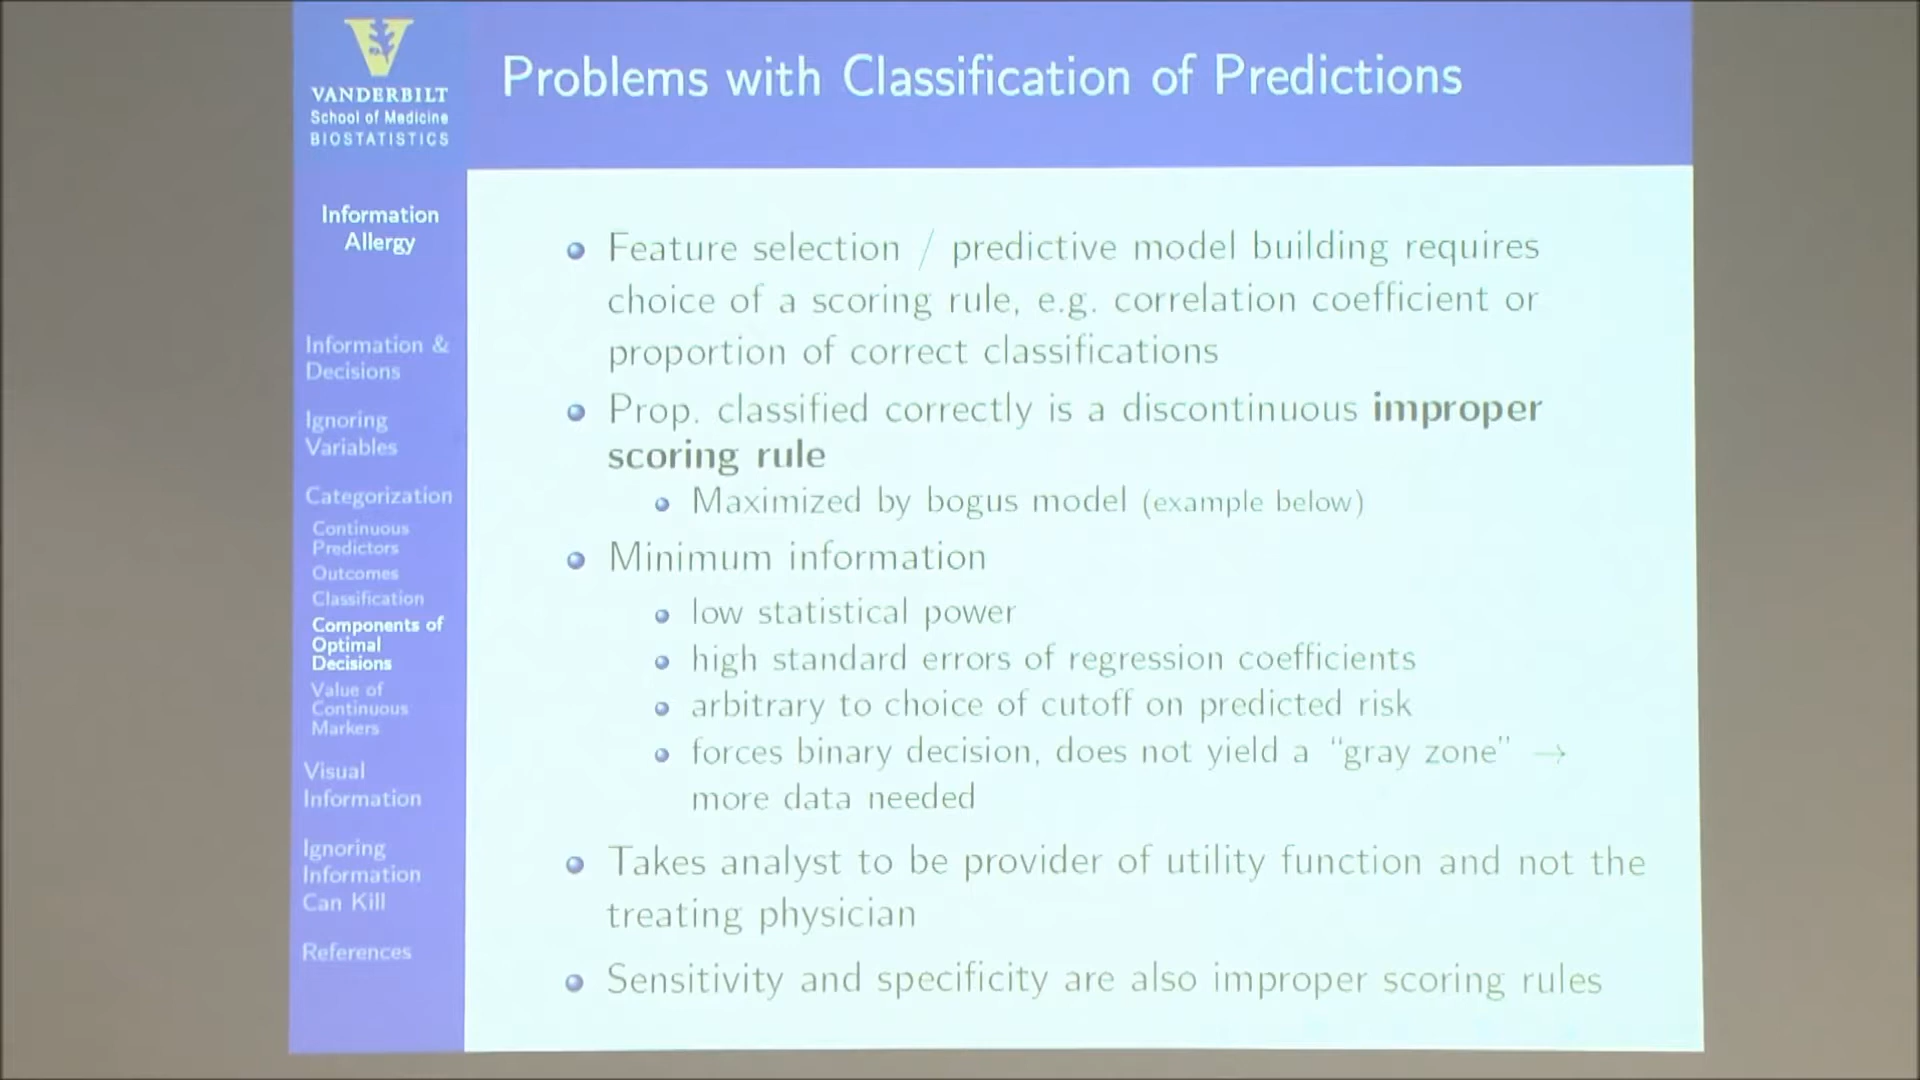 VANDERBILT
School of Medicine
BIOSTATISTICS
Problems with Classification of Predictions
Information
Allergy
Information &
Decisions
Ignoring
Variables
Categorization
Continuous
Predictors
Outcomes
Classification
Components of
Optimal
Decisions
Value of
Continuous
Markers
Visual
Information
Ignoring
Information
Can Kill
References
Feature selection / predictive model building requires
choice of a scoring rule, e.g. correlation coefficient or
proportion of correct classifications
Prop. classified correctly is a discontinuous improper
scoring rule
Maximized by bogus model (example below)
Minimum information
low statistical power
high standard errors of regression coefficients
arbitrary to choice of cutoff on predicted risk
forces binary decision, does not yield a "gray zone" →
more data needed
Takes analyst to be provider of utility function and not the
treating physician
Sensitivity and specificity are also improper scoring rules